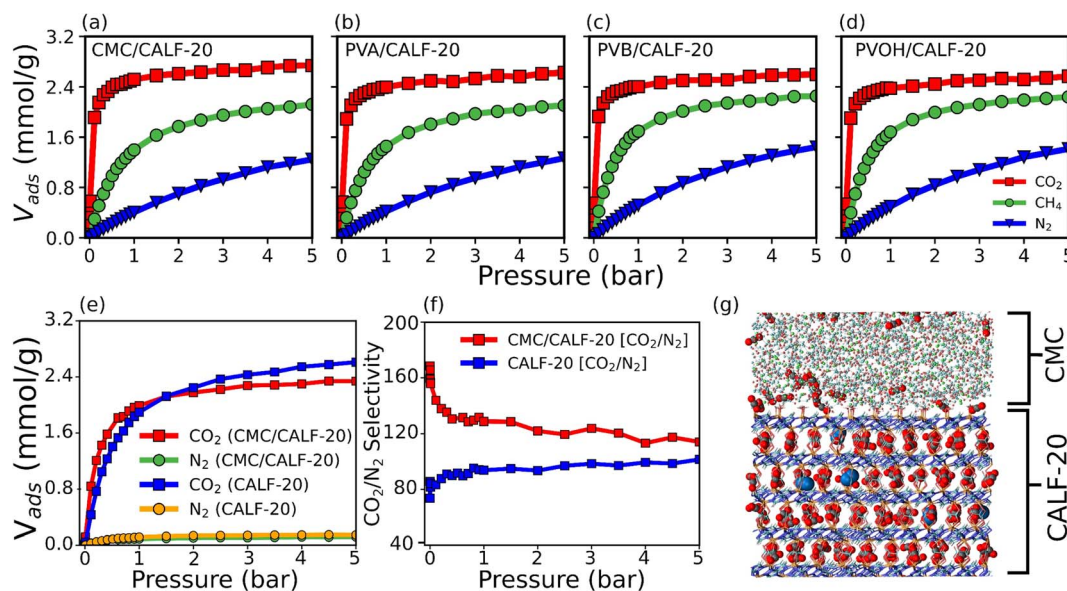 (a) (b) (c) (d)
CMC/CALF-20 PVA/CALF-20 PVB/CALF-20 PVOH/CALF-20
V_ads (mmol/g)
3.2
2.4
1.6
0.8
0.0
CO₂
CH₄
N₂
0 1 2 3 4 5 0 1 2 3 4 5 0 1 2 3 4 5 0 1 2 3 4 5
Pressure (bar)
(e)
V_ads (mmol/g)
3.2
2.4
1.6
0.8
0.0
CO₂ (CMC/CALF-20)
N₂ (CMC/CALF-20)
CO₂ (CALF-20)
N₂ (CALF-20)
0 1 2 3 4 5
Pressure (bar)
(f)
CO₂/N₂ Selectivity
200
160
120
80
40
CMC/CALF-20 [CO₂/N₂]
CALF-20 [CO₂/N₂]
0 1 2 3 4 5
Pressure (bar)
(g)
CMC
CALF-20